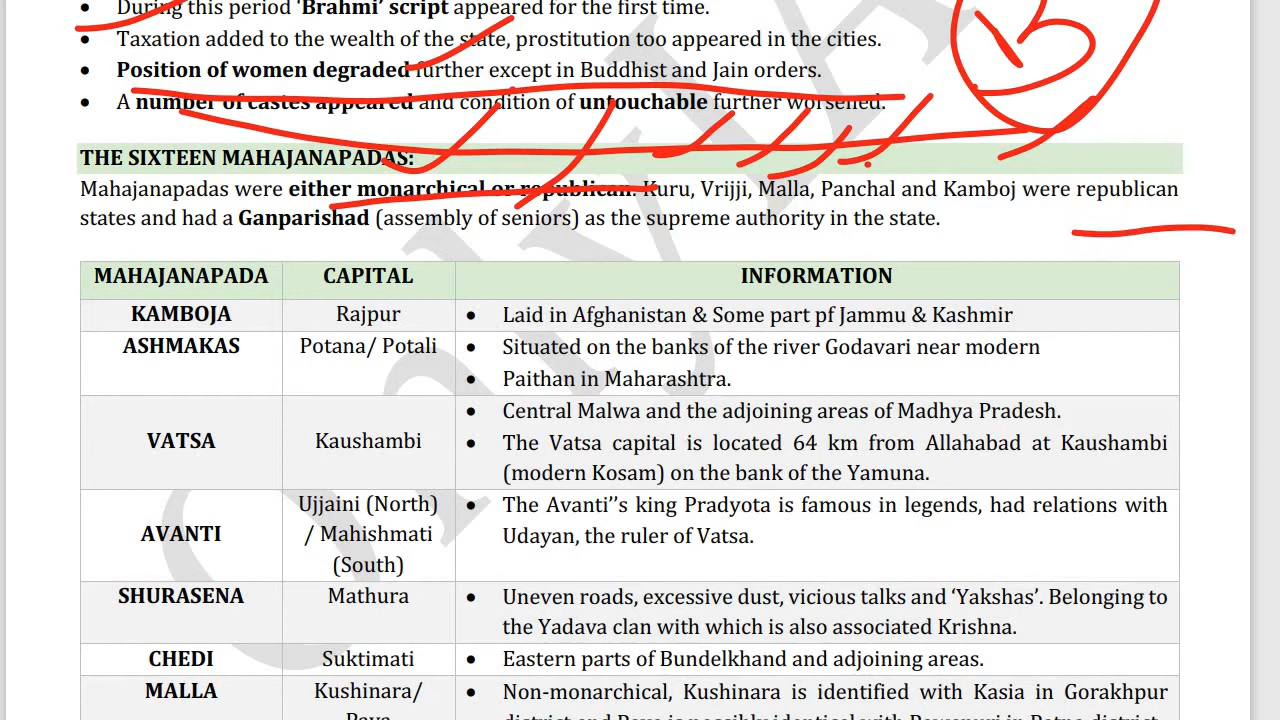 During this period ‘Brahmi’ script appeared for the first time.
Taxation added to the wealth of the state, prostitution too appeared in the cities.
Position of women degraded further except in Buddhist and Jain orders.
A number of castes appeared and condition of untouchable further worsened.
THE SIXTEEN MAHAJANAPADAS:
Mahajanapadas were either monarchical or republican. Kuru, Vrijji, Malla, Panchal and Kamboj were republican
states and had a Ganparishad (assembly of seniors) as the supreme authority in the state.
MAHAJANAPADA CAPITAL INFORMATION
KAMBOJA Rajpur Laid in Afghanistan & Some part pf Jammu & Kashmir
ASHMAKAS Potana/ Potali Situated on the banks of the river Godavari near modern
Paithan in Maharashtra.
Central Malwa and the adjoining areas of Madhya Pradesh.
VATSA Kaushambi The Vatsa capital is located 64 km from Allahabad at Kaushambi
(modern Kosam) on the bank of the Yamuna.
Ujjaini (North) The Avanti’’s king Pradyota is famous in legends, had relations with
AVANTI / Mahishmati Udayan, the ruler of Vatsa.
(South)
SHURASENA Mathura Uneven roads, excessive dust, vicious talks and ‘Yakshas’. Belonging to
the Yadava clan with which is also associated Krishna.
CHEDI Suktimati Eastern parts of Bundelkhand and adjoining areas.
MALLA Kushinara/ Non-monarchical, Kushinara is identified with Kasia in Gorakhpur